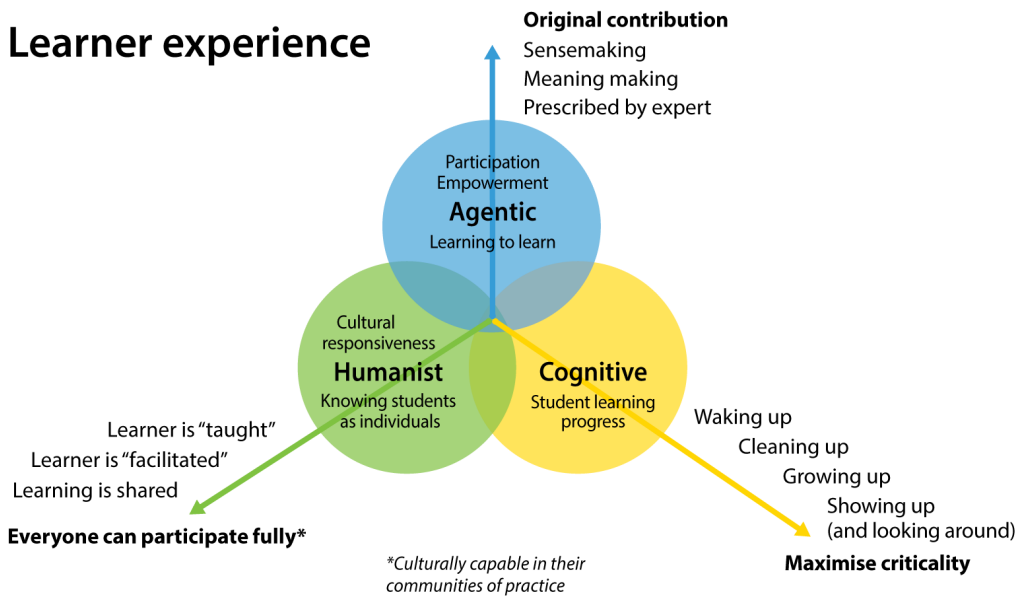 Learner experience
Original contribution
Sensemaking
Meaning making
Prescribed by expert
Participation
Empowerment
Agentic
Learning to learn
Cultural
responsiveness
Humanist
Knowing students
as individuals
Cognitive
Student learning
progress
Learner is “taught”
Learner is “facilitated”
Learning is shared
Everyone can participate fully*
Waking up
Cleaning up
Growing up
Showing up
(and looking around)
Maximise criticality
*Culturally capable in their
communities of practice